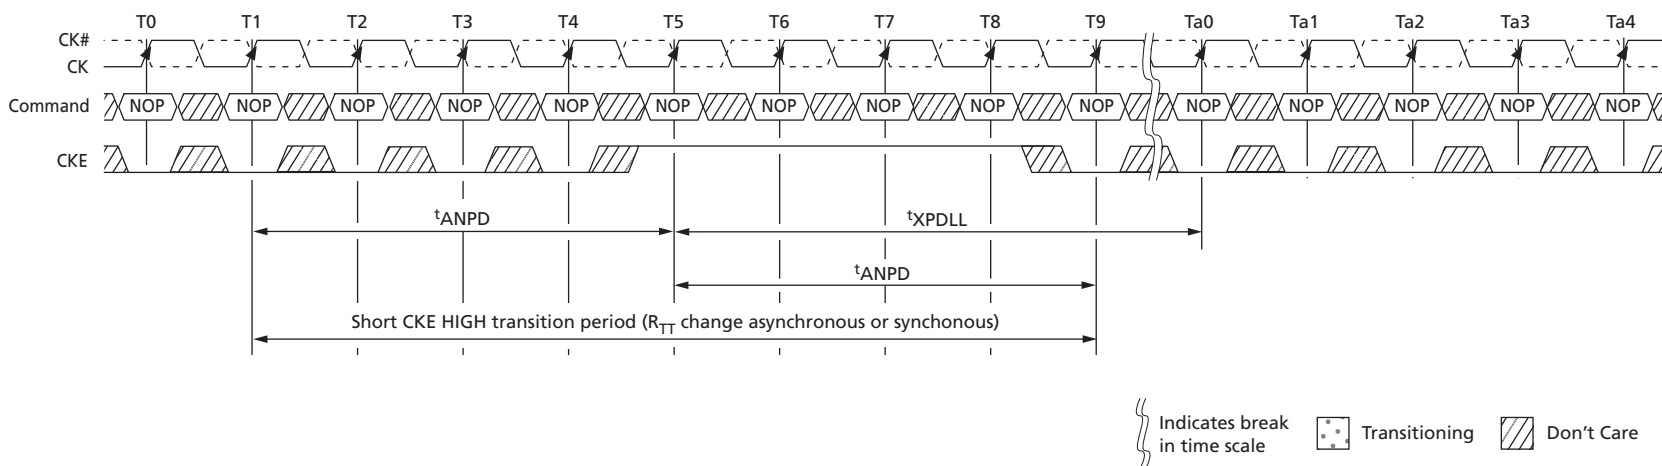 T0 T1 T2 T3 T4 T5 T6 T7 T8 T9 Ta0 Ta1 Ta2 Ta3 Ta4
CK#
CK
Command NOP NOP NOP NOP NOP NOP NOP NOP NOP NOP NOP NOP NOP NOP NOP
CKE
tANPD tXPDLL
tANPD
Short CKE HIGH transition period (RTT change asynchronous or synchonous)
Indicates break
in time scale
Transitioning
Don't Care